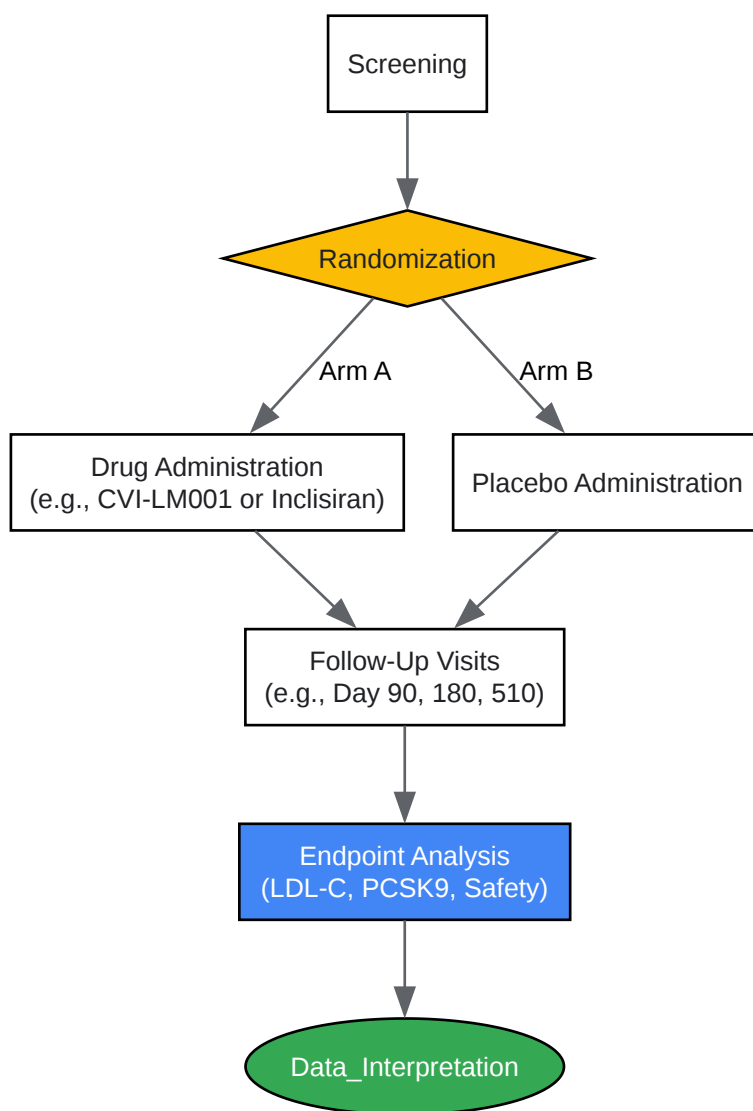 Screening
Randomization
Arm A
Arm B
Drug Administration
(e.g., CVI-LM001 or Inclisiran)
Placebo Administration
Follow-Up Visits
(e.g., Day 90, 180, 510)
Endpoint Analysis
(LDL-C, PCSK9, Safety)
Data_Interpretation